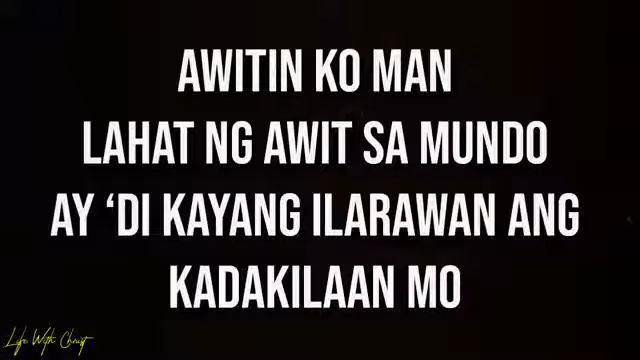 AWITIN KO MAN
LAHAT NG AWIT SA MUNDO
AY ‘DI KAYANG ILARAWAN ANG
KADAKILAAN MO
Life With Christ